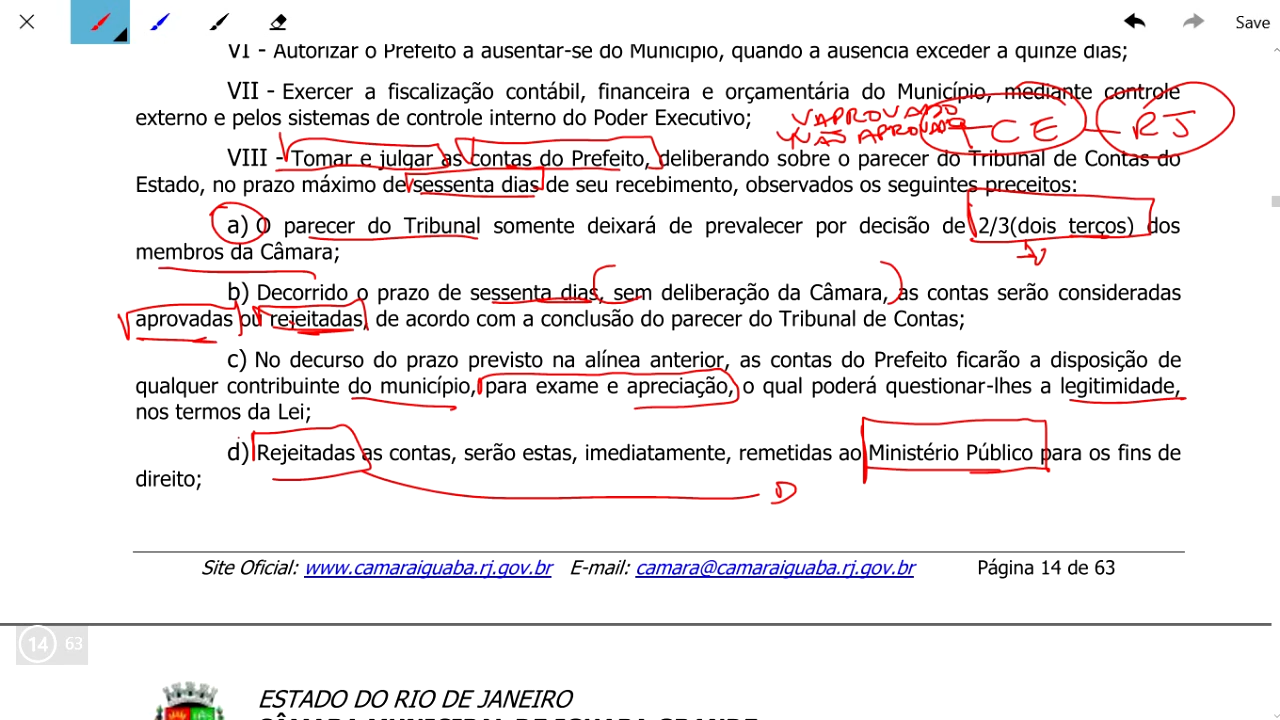 Save
VI - Autorizar o Prefeito a ausentar-se do Município, quando a ausência exceder a quinze dias;
VII - Exercer a fiscalização contábil, financeira e orçamentária do Município, mediante controle
externo e pelos sistemas de controle interno do Poder Executivo;
APROVADO
NÃO APROVADO
CE
RJ
VIII - Tomar e julgar as contas do Prefeito, deliberando sobre o parecer do Tribunal de Contas do
Estado, no prazo máximo de sessenta dias de seu recebimento, observados os seguintes preceitos:
a) O parecer do Tribunal somente deixará de prevalecer por decisão de 2/3(dois terços) dos
membros da Câmara;
b) Decorrido o prazo de sessenta dias, sem deliberação da Câmara, as contas serão consideradas
aprovadas ou rejeitadas, de acordo com a conclusão do parecer do Tribunal de Contas;
c) No decurso do prazo previsto na alínea anterior, as contas do Prefeito ficarão a disposição de
qualquer contribuinte do município, para exame e apreciação, o qual poderá questionar-lhes a legitimidade,
nos termos da Lei;
d) Rejeitadas as contas, serão estas, imediatamente, remetidas ao Ministério Público para os fins de
direito;
Site Oficial: www.camaraiguaba.rj.gov.br E-mail: camara@camaraiguaba.rj.gov.br Página 14 de 63
14 63
ESTADO DO RIO DE JANEIRO
CÂMARA MUNICIPAL DE IGUABA GRANDE